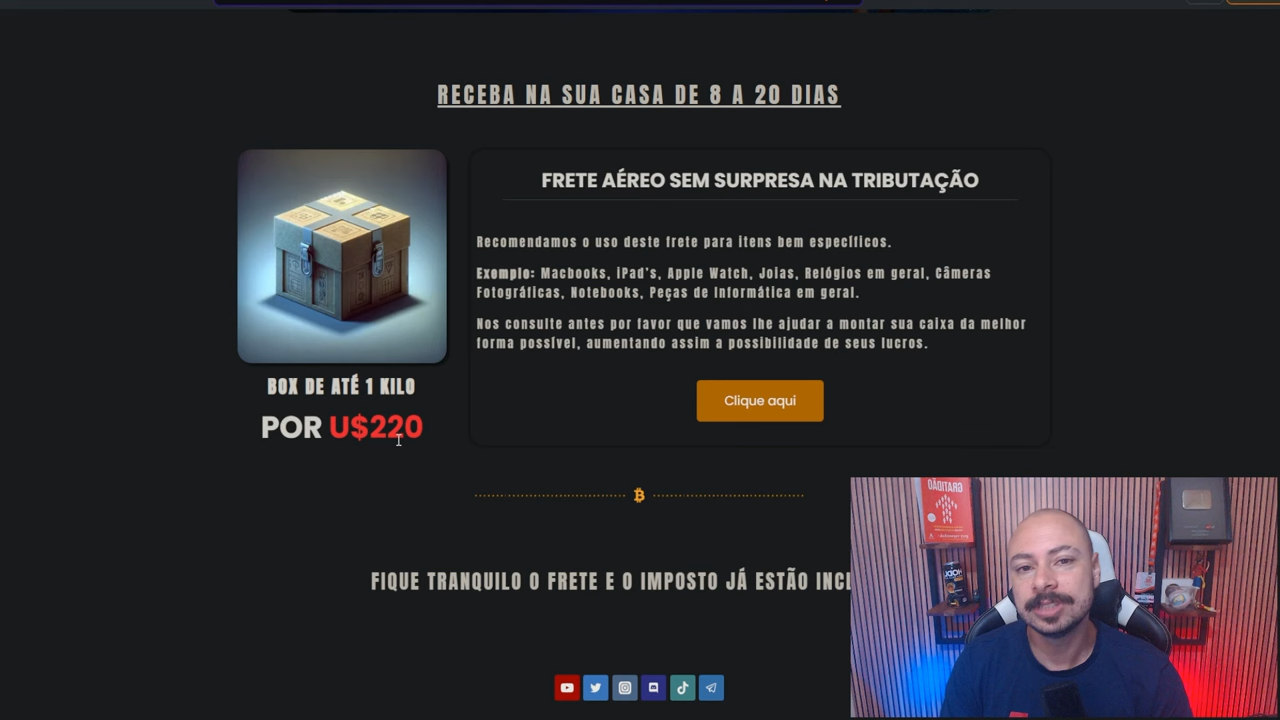 RECEBA NA SUA CASA DE 8 A 20 DIAS
FRETE AÉREO SEM SURPRESA NA TRIBUTAÇÃO
Recomendamos o uso deste frete para itens bem específicos.
Exemplo: Macbooks, iPad's, Apple Watch, Joias, Relógios em geral, Câmeras
Fotográficas, Notebooks, Peças de Informática em geral.
Nos consulte antes por favor que vamos lhe ajudar a montar sua caixa da melhor
forma possível, aumentando assim a possibilidade de seus lucros.
Clique aqui
BOX DE ATÉ 1 KILO
POR U$220
FIQUE TRANQUILO O FRETE E O IMPOSTO JÁ ESTÃO INCL
GRATIDÃO